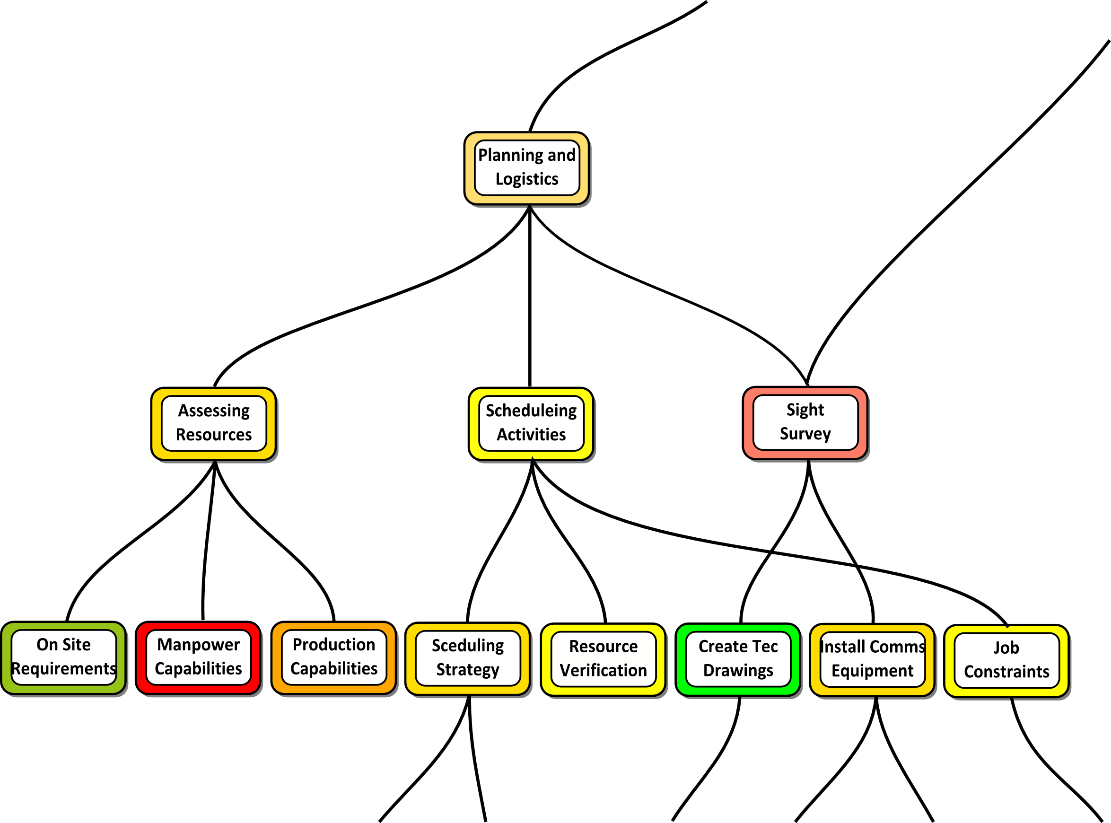 Planning and
Logistics
Assessing
Resources
Scheduleing
Activities
Sight
Survey
On Site
Requirements
Manpower
Capabilities
Production
Capabilities
Sceduling
Strategy
Resource
Verification
Create Tec
Drawings
Install Comms
Equipment
Job
Constraints